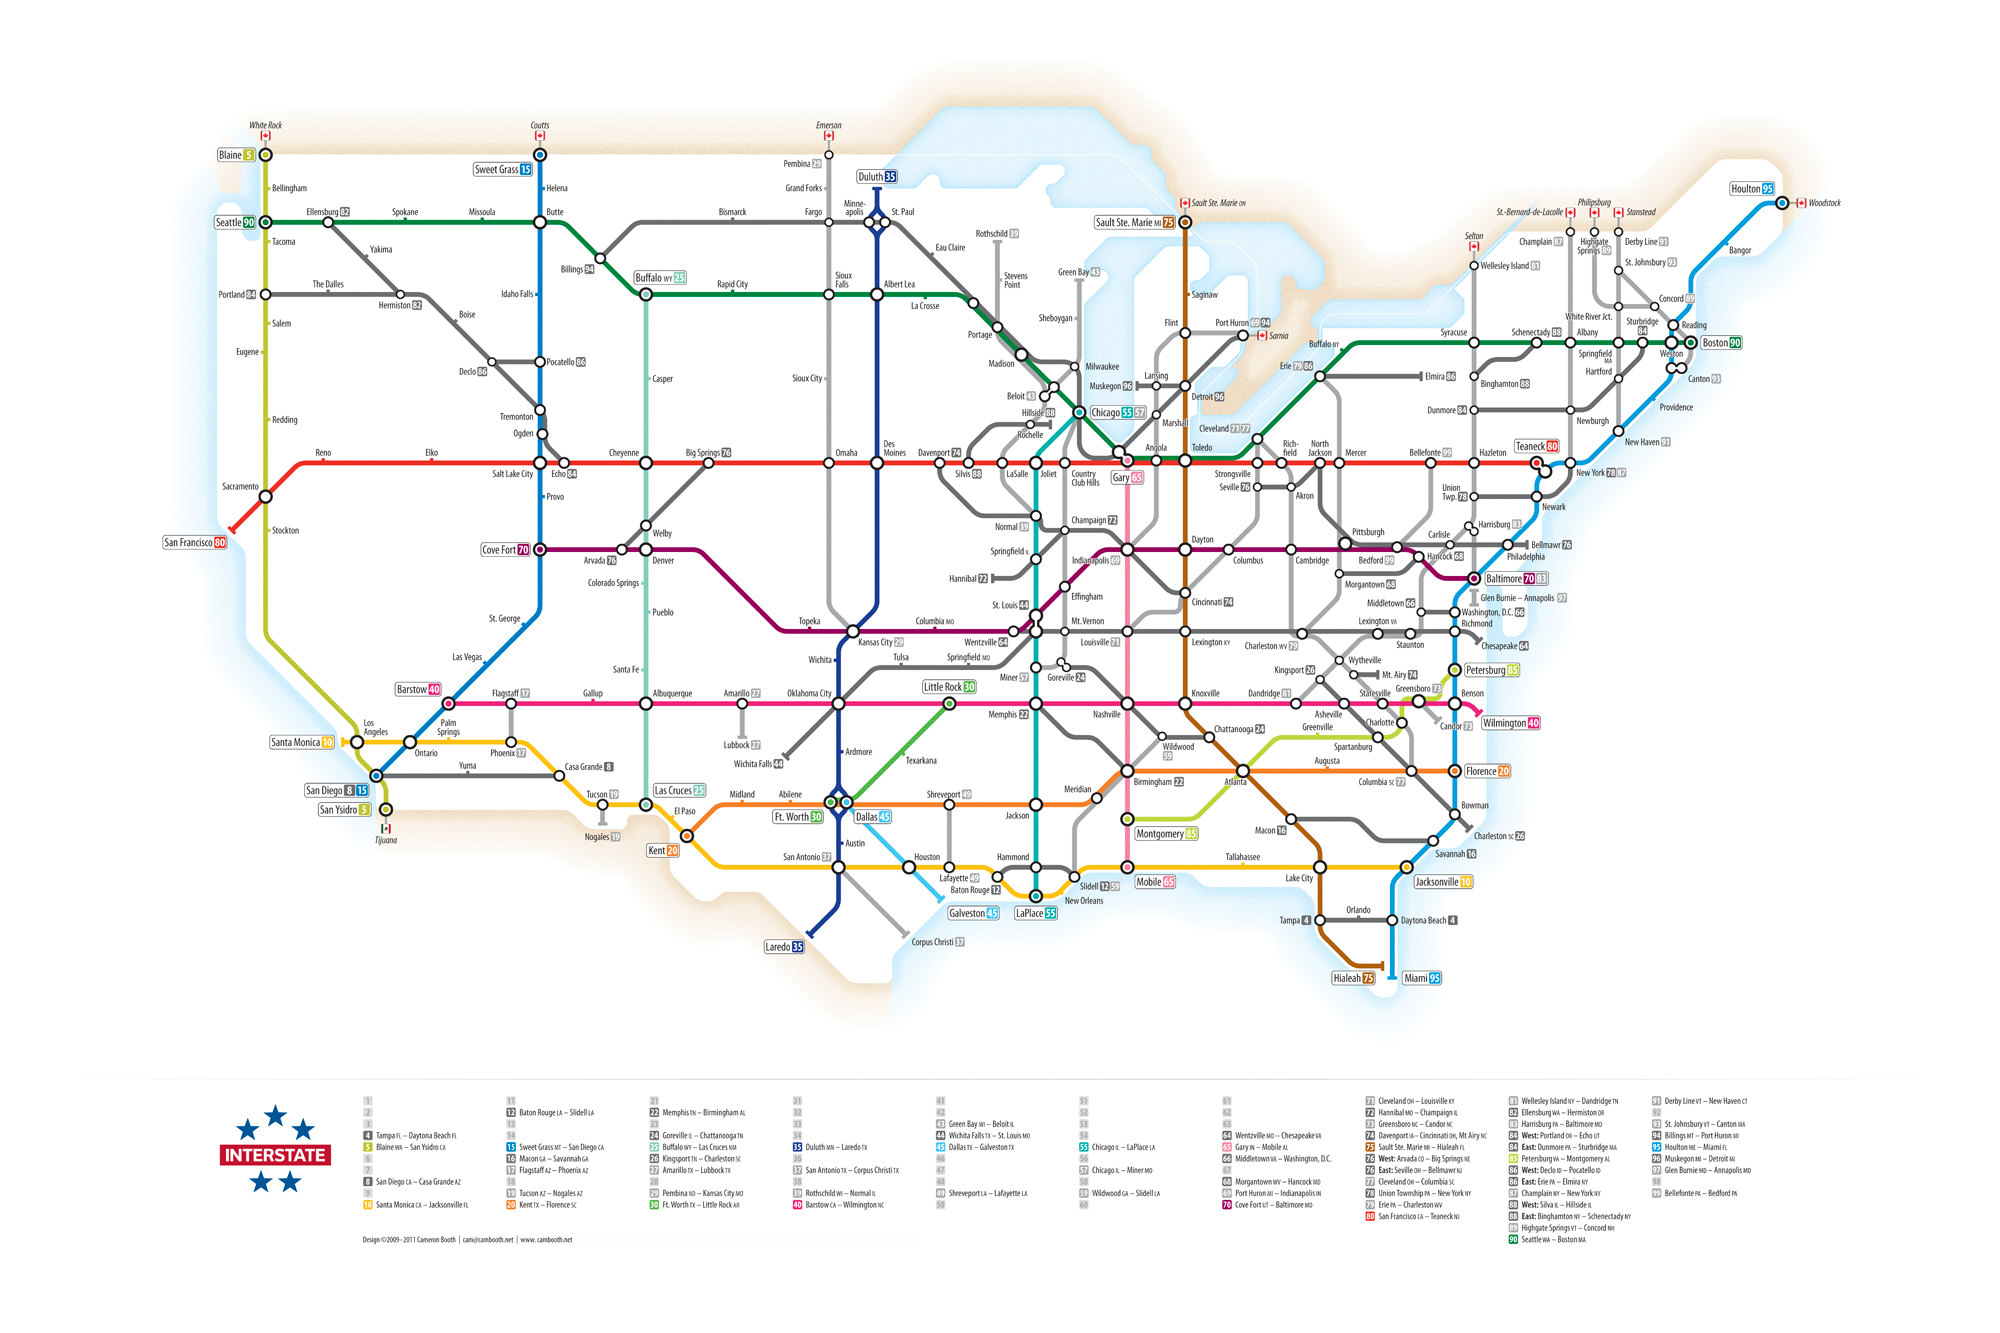 White Rock
Coutts
Emerson
Blaine 5
Sweet Grass 15
Pembina 29
Duluth 35
Houlton 95
Woodstock
Bellingham
Helena
Grand Forks
Seattle 90
Ellensburg 82
Spokane
Missoula
Butte
Bismarck
Fargo
Minne-
apolis
St. Paul
Sault Ste. Marie MI 75
Sault Ste. Marie ON
St.-Bernard-de-Lacolle
Philipsburg
Stanstead
Tacoma
Yakima
Billings 94
Eau Claire
Rothschild 39
Selton
Champlain 87
Highgate
Springs 89
Derby Line 91
Bangor
Buffalo WY 25
Rapid City
Sioux
Falls
Albert Lea
La Crosse
Stevens
Point
Green Bay 43
Saginaw
Wellesley Island 81
St. Johnsbury 93
Portland 84
The Dalles
Hermiston 82
Idaho Falls
Concord 89
Salem
Boise
Portage
Sheboygan
Flint
Port Huron 69 94
Sarnia
Syracuse
Schenectady 88
White River Jct.
Albany
Sturbridge
84
Reading
Eugene
Declo 86
Pocatello 86
Madison
Milwaukee
Buffalo NY
Springfield
MA
Weston
Boston 90
Casper
Sioux City
Beloit 43
Muskegon 96
Lansing
Detroit 96
Erie 79 86
Elmira 86
Binghamton 88
Hartford
Canton 93
Redding
Tremonton
Ogden
Hillside 88
Rochelle
Chicago 55 57
Marshall
Cleveland 71 77
Dunmore 84
Newburgh
Providence
Reno
Elko
Salt Lake City
Echo 84
Cheyenne
Big Springs 76
Omaha
Des
Moines
Davenport 74
Silvis 88
LaSalle
Joliet
Country
Club Hills
Gary 65
Angola
Toledo
Strongsville
Rich-
field
North
Jackson
Mercer
Bellefonte 99
Hazleton
Teaneck 80
New York 78 87
New Haven 91
Sacramento
Provo
Seville 76
Akron
Union
Twp. 78
Newark
Stockton
San Francisco 80
Welby
Normal 39
Champaign 72
Pittsburgh
Carlisle
Harrisburg 83
Cove Fort 70
Arvada 76
Denver
Springfield IL
Indianapolis 69
Dayton
Columbus
Cambridge
Bedford 99
Hancock 68
Bellmawr 76
Philadelphia
Colorado Springs
Hannibal 72
Morgantown 68
Baltimore 70 83
Pueblo
St. Louis 44
Effingham
Cincinnati 74
Middletown 66
Glen Burnie – Annapolis 97
Washington, D.C. 66
St. George
Topeka
Kansas City 29
Columbia MO
Wentzville 64
Mt. Vernon
Louisville 71
Lexington KY
Charleston WV 79
Lexington VA
Staunton
Richmond
Chesapeake 64
Las Vegas
Santa Fe
Wichita
Tulsa
Springfield MO
Miner 57
Goreville 24
Kingsport 26
Wytheville
Mt. Airy 74
Petersburg 85
Barstow 40
Flagstaff 17
Gallup
Albuquerque
Amarillo 27
Oklahoma City
Little Rock 30
Memphis 22
Nashville
Knoxville
Dandridge 81
Asheville
Statesville
Greensboro 73
Benson
Wilmington 40
Santa Monica 10
Los
Angeles
Ontario
Palm
Springs
Phoenix 17
Lubbock 27
Wichita Falls 44
Ardmore
Texarkana
Wildwood
59
Chattanooga 24
Greenville
Spartanburg
Charlotte
Candor 73
San Diego 8 15
Yuma
Casa Grande 8
Birmingham 22
Atlanta
Augusta
Columbia SC 77
Florence 20
San Ysidro 5
Tijuana
Tucson 19
Nogales 19
Las Cruces 25
El Paso
Midland
Abilene
Ft. Worth 30
Dallas 45
Shreveport 49
Jackson
Meridian
Montgomery 85
Macon 16
Bowman
Charleston SC 26
Kent 20
Austin
San Antonio 37
Houston
Lafayette 49
Hammond
Baton Rouge 12
Slidell 12 59
New Orleans
Mobile 65
Tallahassee
Lake City
Savannah 16
Jacksonville 10
Galveston 45
LaPlace 55
Laredo 35
Corpus Christi 37
Tampa 4
Orlando
Daytona Beach 4
Hialeah 75
Miami 95
INTERSTATE
1
2
3
4 Tampa FL – Daytona Beach FL
5 Blaine WA – San Ysidro CA
6
7
8 San Diego CA – Casa Grande AZ
9
10 Santa Monica CA – Jacksonville FL
11
12 Baton Rouge LA – Slidell LA
13
14
15 Sweet Grass MT – San Diego CA
16 Macon GA – Savannah GA
17 Flagstaff AZ – Phoenix AZ
18
19 Tucson AZ – Nogales AZ
20 Kent TX – Florence SC
21
22 Memphis TN – Birmingham AL
23
24 Goreville IL – Chattanooga TN
25 Buffalo WY – Las Cruces NM
26 Kingsport TN – Charleston SC
27 Amarillo TX – Lubbock TX
28
29 Pembina ND – Kansas City MO
30 Ft. Worth TX – Little Rock AR
31
32
33
34
35 Duluth MN – Laredo TX
36
37 San Antonio TX – Corpus Christi TX
38
39 Rothschild WI – Normal IL
40 Barstow CA – Wilmington NC
41
42
43 Green Bay WI – Beloit IL
44 Wichita Falls TX – St. Louis MO
45 Dallas TX – Galveston TX
46
47
48
49 Shreveport LA – Lafayette LA
50
51
52
53
54
55 Chicago IL – LaPlace LA
56
57 Chicago IL – Miner MO
58
59 Wildwood GA – Slidell LA
60
61
62
63
64 Wentzville MO – Chesapeake VA
65 Gary IN – Mobile AL
66 Middletown VA – Washington, D.C.
67
68 Morgantown WV – Hancock MD
69 Port Huron MI – Indianapolis IN
70 Cove Fort UT – Baltimore MD
71 Cleveland OH – Louisville KY
72 Hannibal MO – Champaign IL
73 Greensboro NC – Candor NC
74 Davenport IA – Cincinnati OH, Mt Airy NC
75 Sault Ste. Marie MI – Hialeah FL
76 West: Arvada CO – Big Springs NE
76 East: Seville OH – Bellmawr NJ
77 Cleveland OH – Columbia SC
78 Union Township PA – New York NY
79 Erie PA – Charleston WV
80 San Francisco CA – Teaneck NJ
81 Wellesley Island NY – Dandridge TN
82 Ellensburg WA – Hermiston OR
83 Harrisburg PA – Baltimore MD
84 West: Portland OR – Echo UT
84 East: Dunmore PA – Sturbridge MA
85 Petersburg VA – Montgomery AL
86 West: Declo ID – Pocatello ID
86 East: Erie PA – Elmira NY
87 Champlain NY – New York NY
88 West: Silva IL – Hillside IL
88 East: Binghamton NY – Schenectady NY
89 Highgate Springs VT – Concord NH
90 Seattle WA – Boston MA
91 Derby Line VT – New Haven CT
92
93 St. Johnsbury VT – Canton MA
94 Billings MT – Port Huron MI
95 Houlton ME – Miami FL
96 Muskegon MI – Detroit MI
97 Glen Burnie MD – Annapolis MD
98
99 Bellefonte PA – Bedford PA
Design ©2009–2011 Cameron Booth | cam@cambooth.net | www.cambooth.net